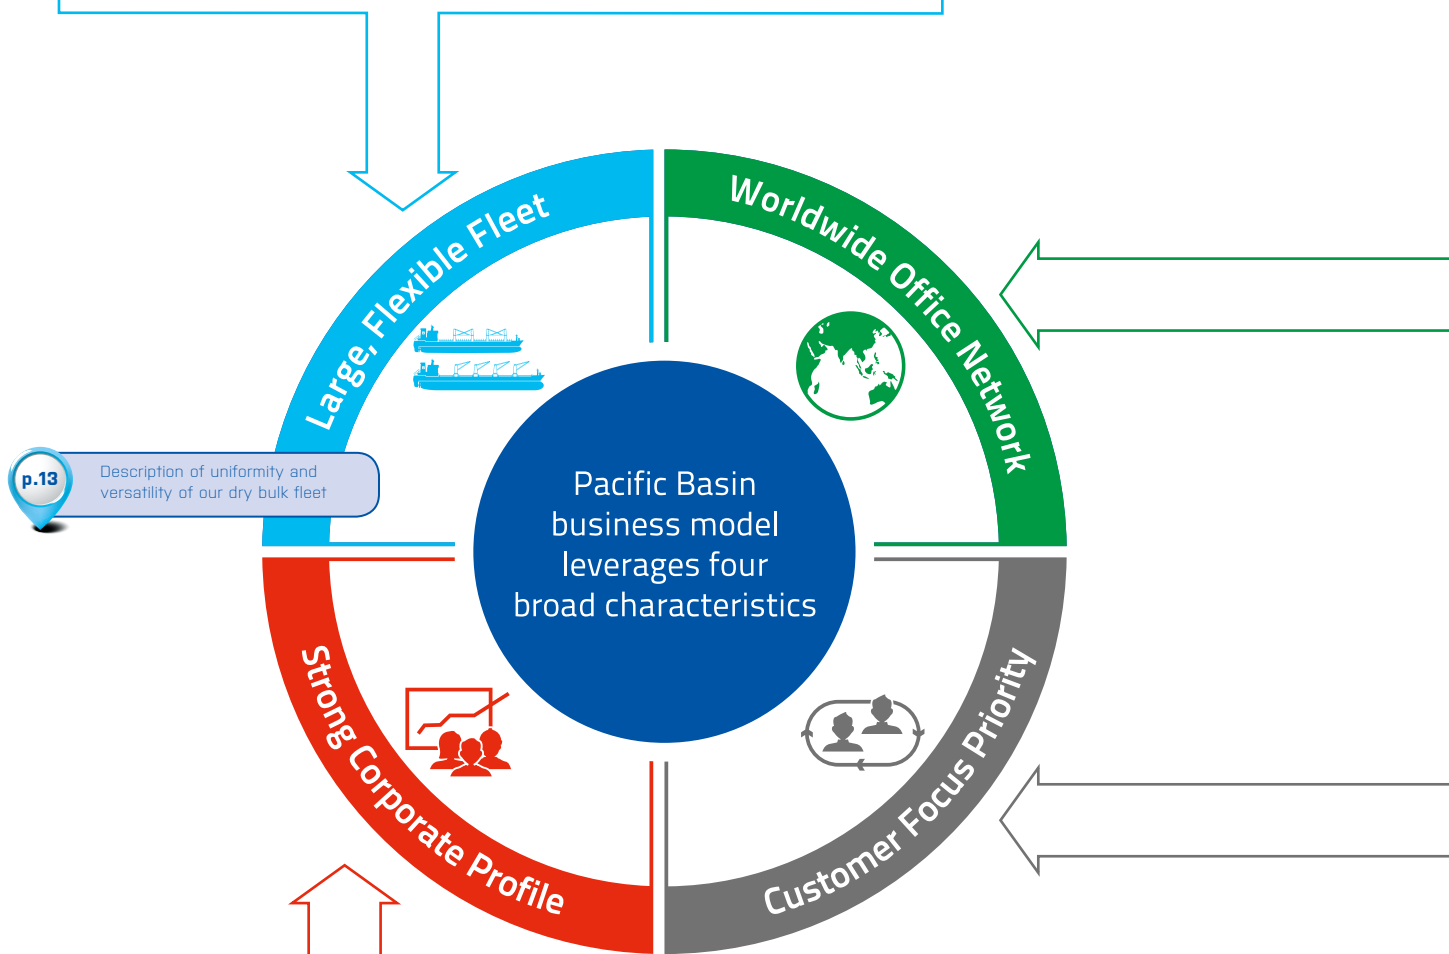 Large, Flexible Fleet
Worldwide Office Network
p.13
Description of uniformity and
versatility of our dry bulk fleet
Pacific Basin
business model
leverages four
broad characteristics
Strong Corporate Profile
Customer Focus Priority